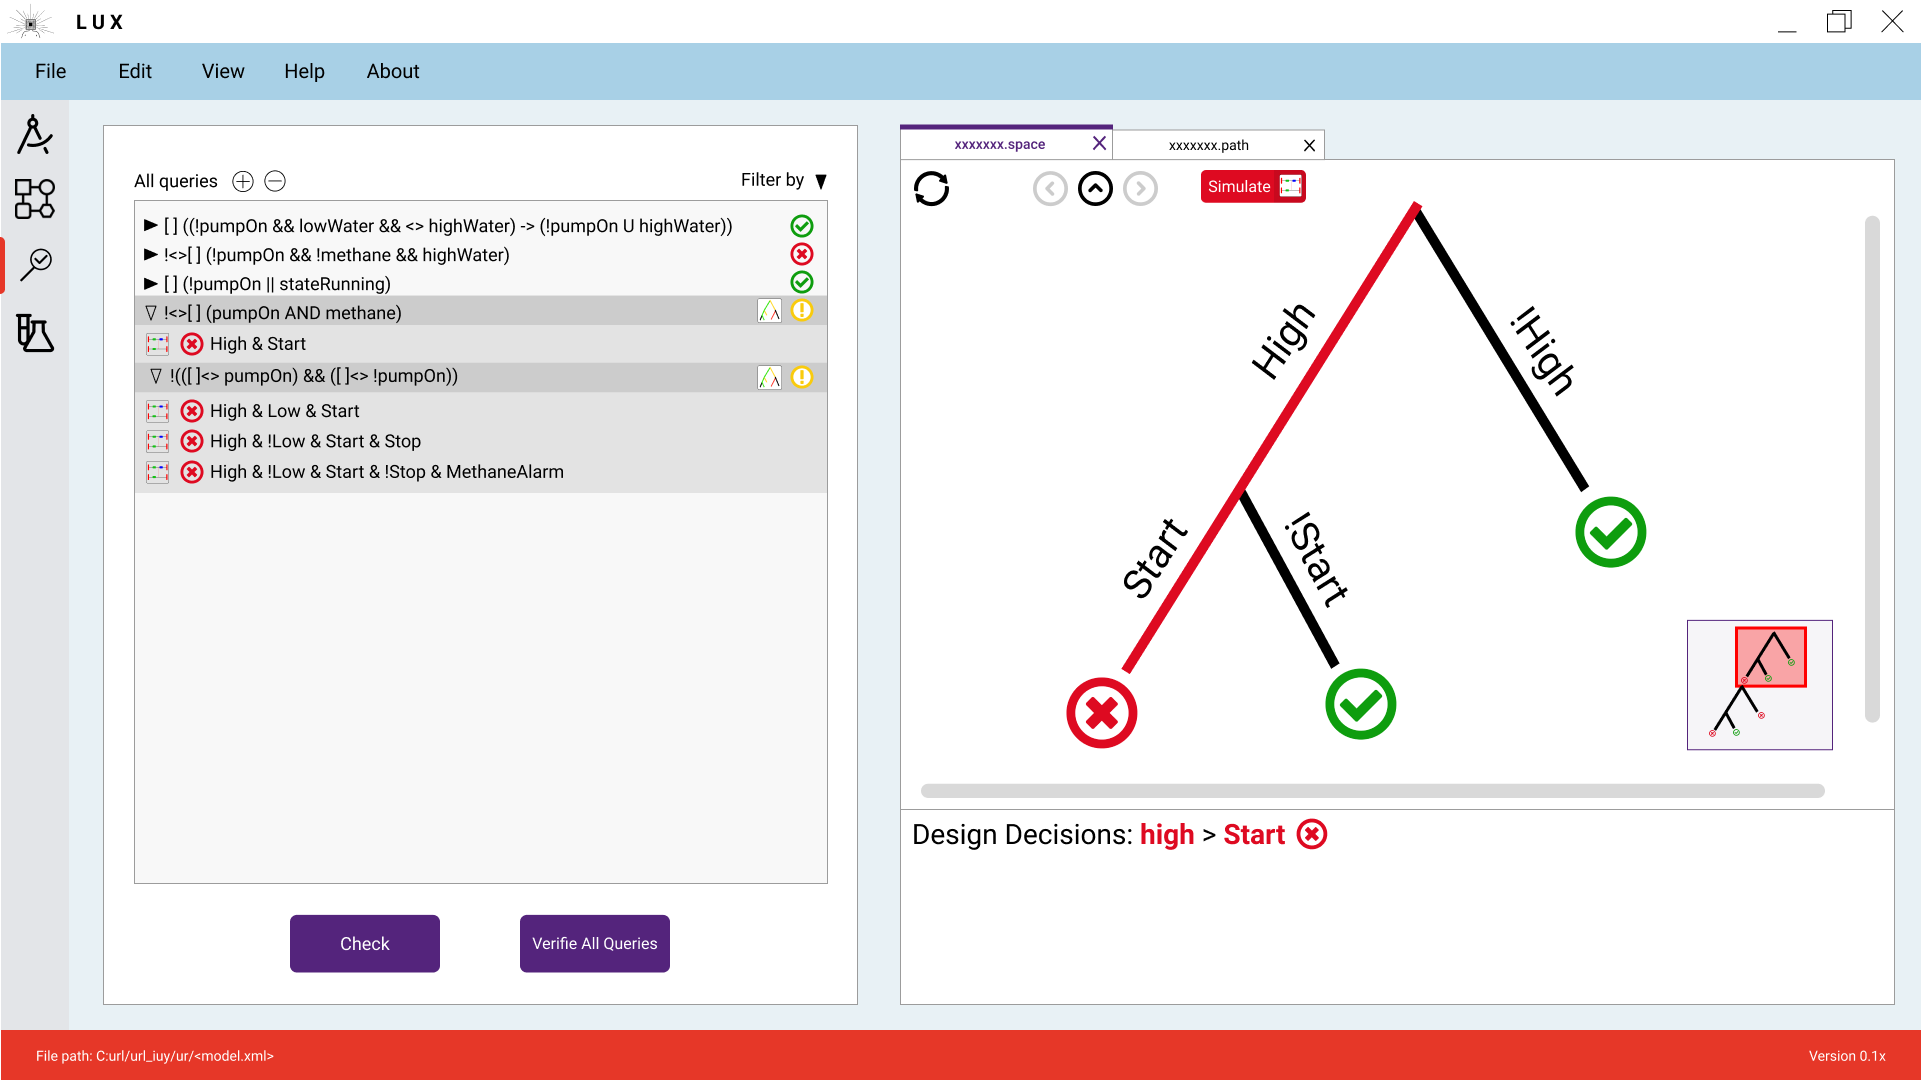 LUX
File Edit View Help About
All queries
Filter by
[ ] ((!pumpOn && lowWater && <> highWater) -> (!pumpOn U highWater))
!<>[ ] (!pumpOn && !methane && highWater)
[ ] (!pumpOn || stateRunning)
!<>[ ] (pumpOn AND methane)
High & Start
!(([ ]<> pumpOn) && ([ ]<> !pumpOn))
High & Low & Start
High & !Low & Start & Stop
High & !Low & Start & !Stop & MethaneAlarm
Check
Verifie All Queries
xxxxxxx.space
xxxxxxx.path
Simulate
High
!High
Start
!Start
Design Decisions: high > Start
File path: C:url/url_iuy/ur/<model.xml>
Version 0.1x